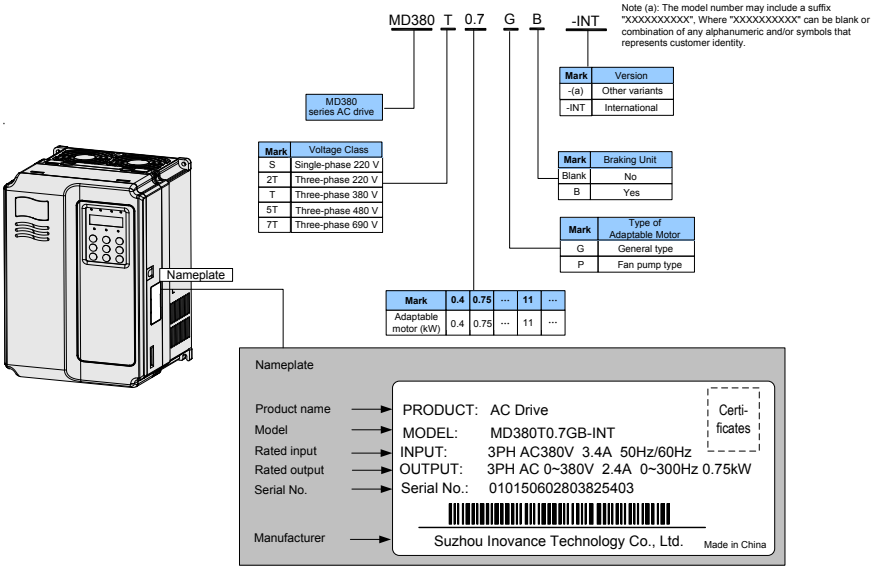 MD380 T 0.7 G B -INT
Note (a): The model number may include a suffix
"XXXXXXXXXX", Where "XXXXXXXXXX" can be blank or
combination of any alphanumeric and/or symbols that
represents customer identity.
Mark Version
-(a) Other variants
-INT International
MD380
series AC drive
Mark Voltage Class
S Single-phase 220 V
2T Three-phase 220 V
T Three-phase 380 V
5T Three-phase 480 V
7T Three-phase 690 V
Mark Braking Unit
Blank No
B Yes
Mark Type of
Adaptable Motor
G General type
P Fan pump type
Nameplate
Mark 0.4 0.75 ··· 11 ···
Adaptable
motor (kW) 0.4 0.75 ··· 11 ···
Nameplate
Product name PRODUCT: AC Drive
Certi-
ficates
Model MODEL: MD380T0.7GB-INT
Rated input INPUT: 3PH AC380V 3.4A 50Hz/60Hz
Rated output OUTPUT: 3PH AC 0~380V 2.4A 0~300Hz 0.75kW
Serial No. Serial No.: 010150602803825403
Manufacturer Suzhou Inovance Technology Co., Ltd. Made in China